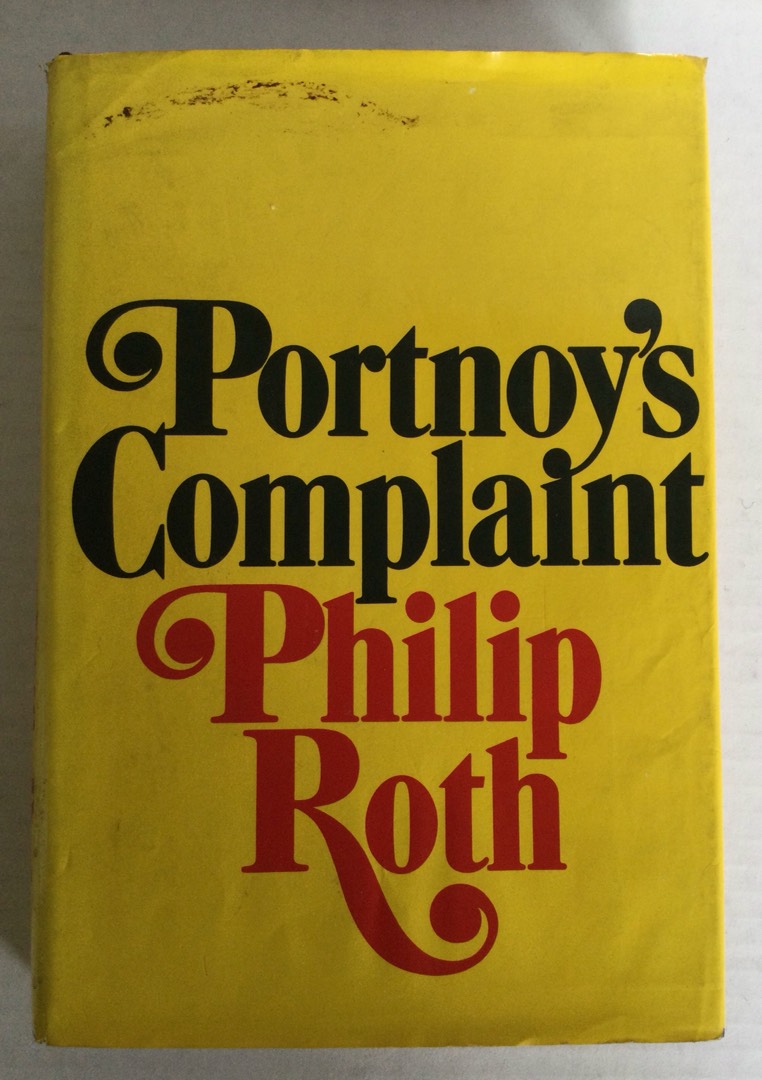 Portnoy's
Complaint
Philip
Roth